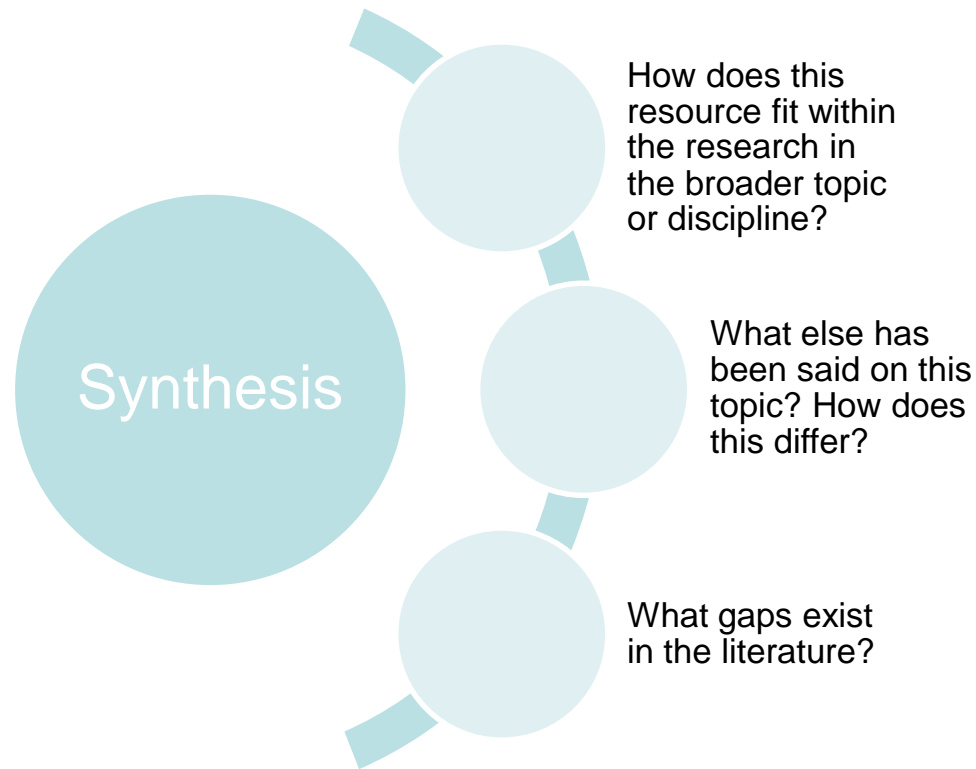 Synthesis
How does this
resource fit within
the research in
the broader topic
or discipline?
What else has
been said on this
topic? How does
this differ?
What gaps exist
in the literature?